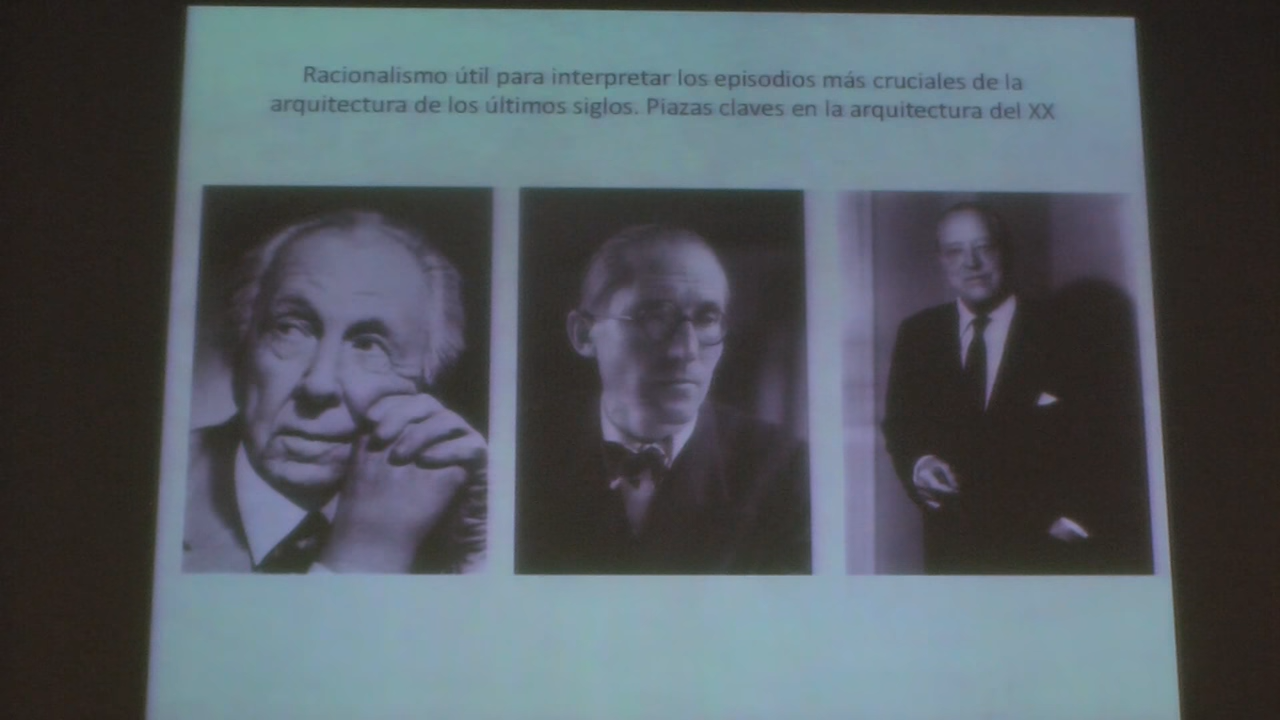 Racionalismo útil para interpretar los episodios más cruciales de la
arquitectura de los últimos siglos. Piazas claves en la arquitectura del XX